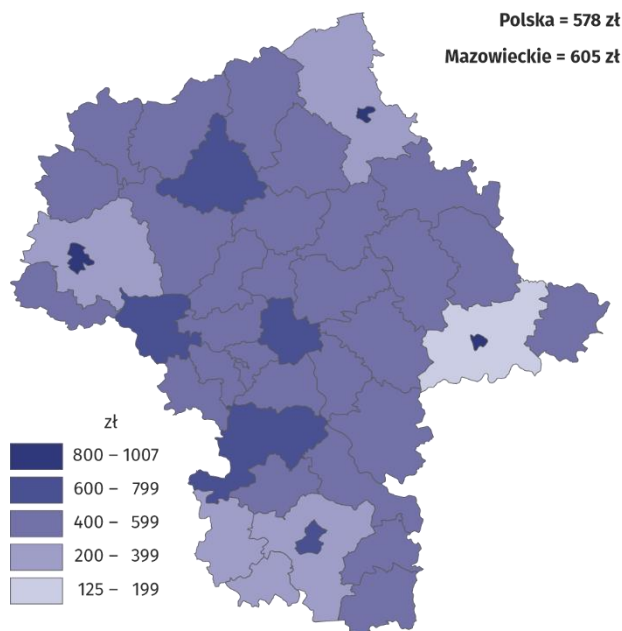 Polska = 578 zł
Mazowieckie = 605 zł
zł
800 – 1007
600 – 799
400 – 599
200 – 399
125 – 199